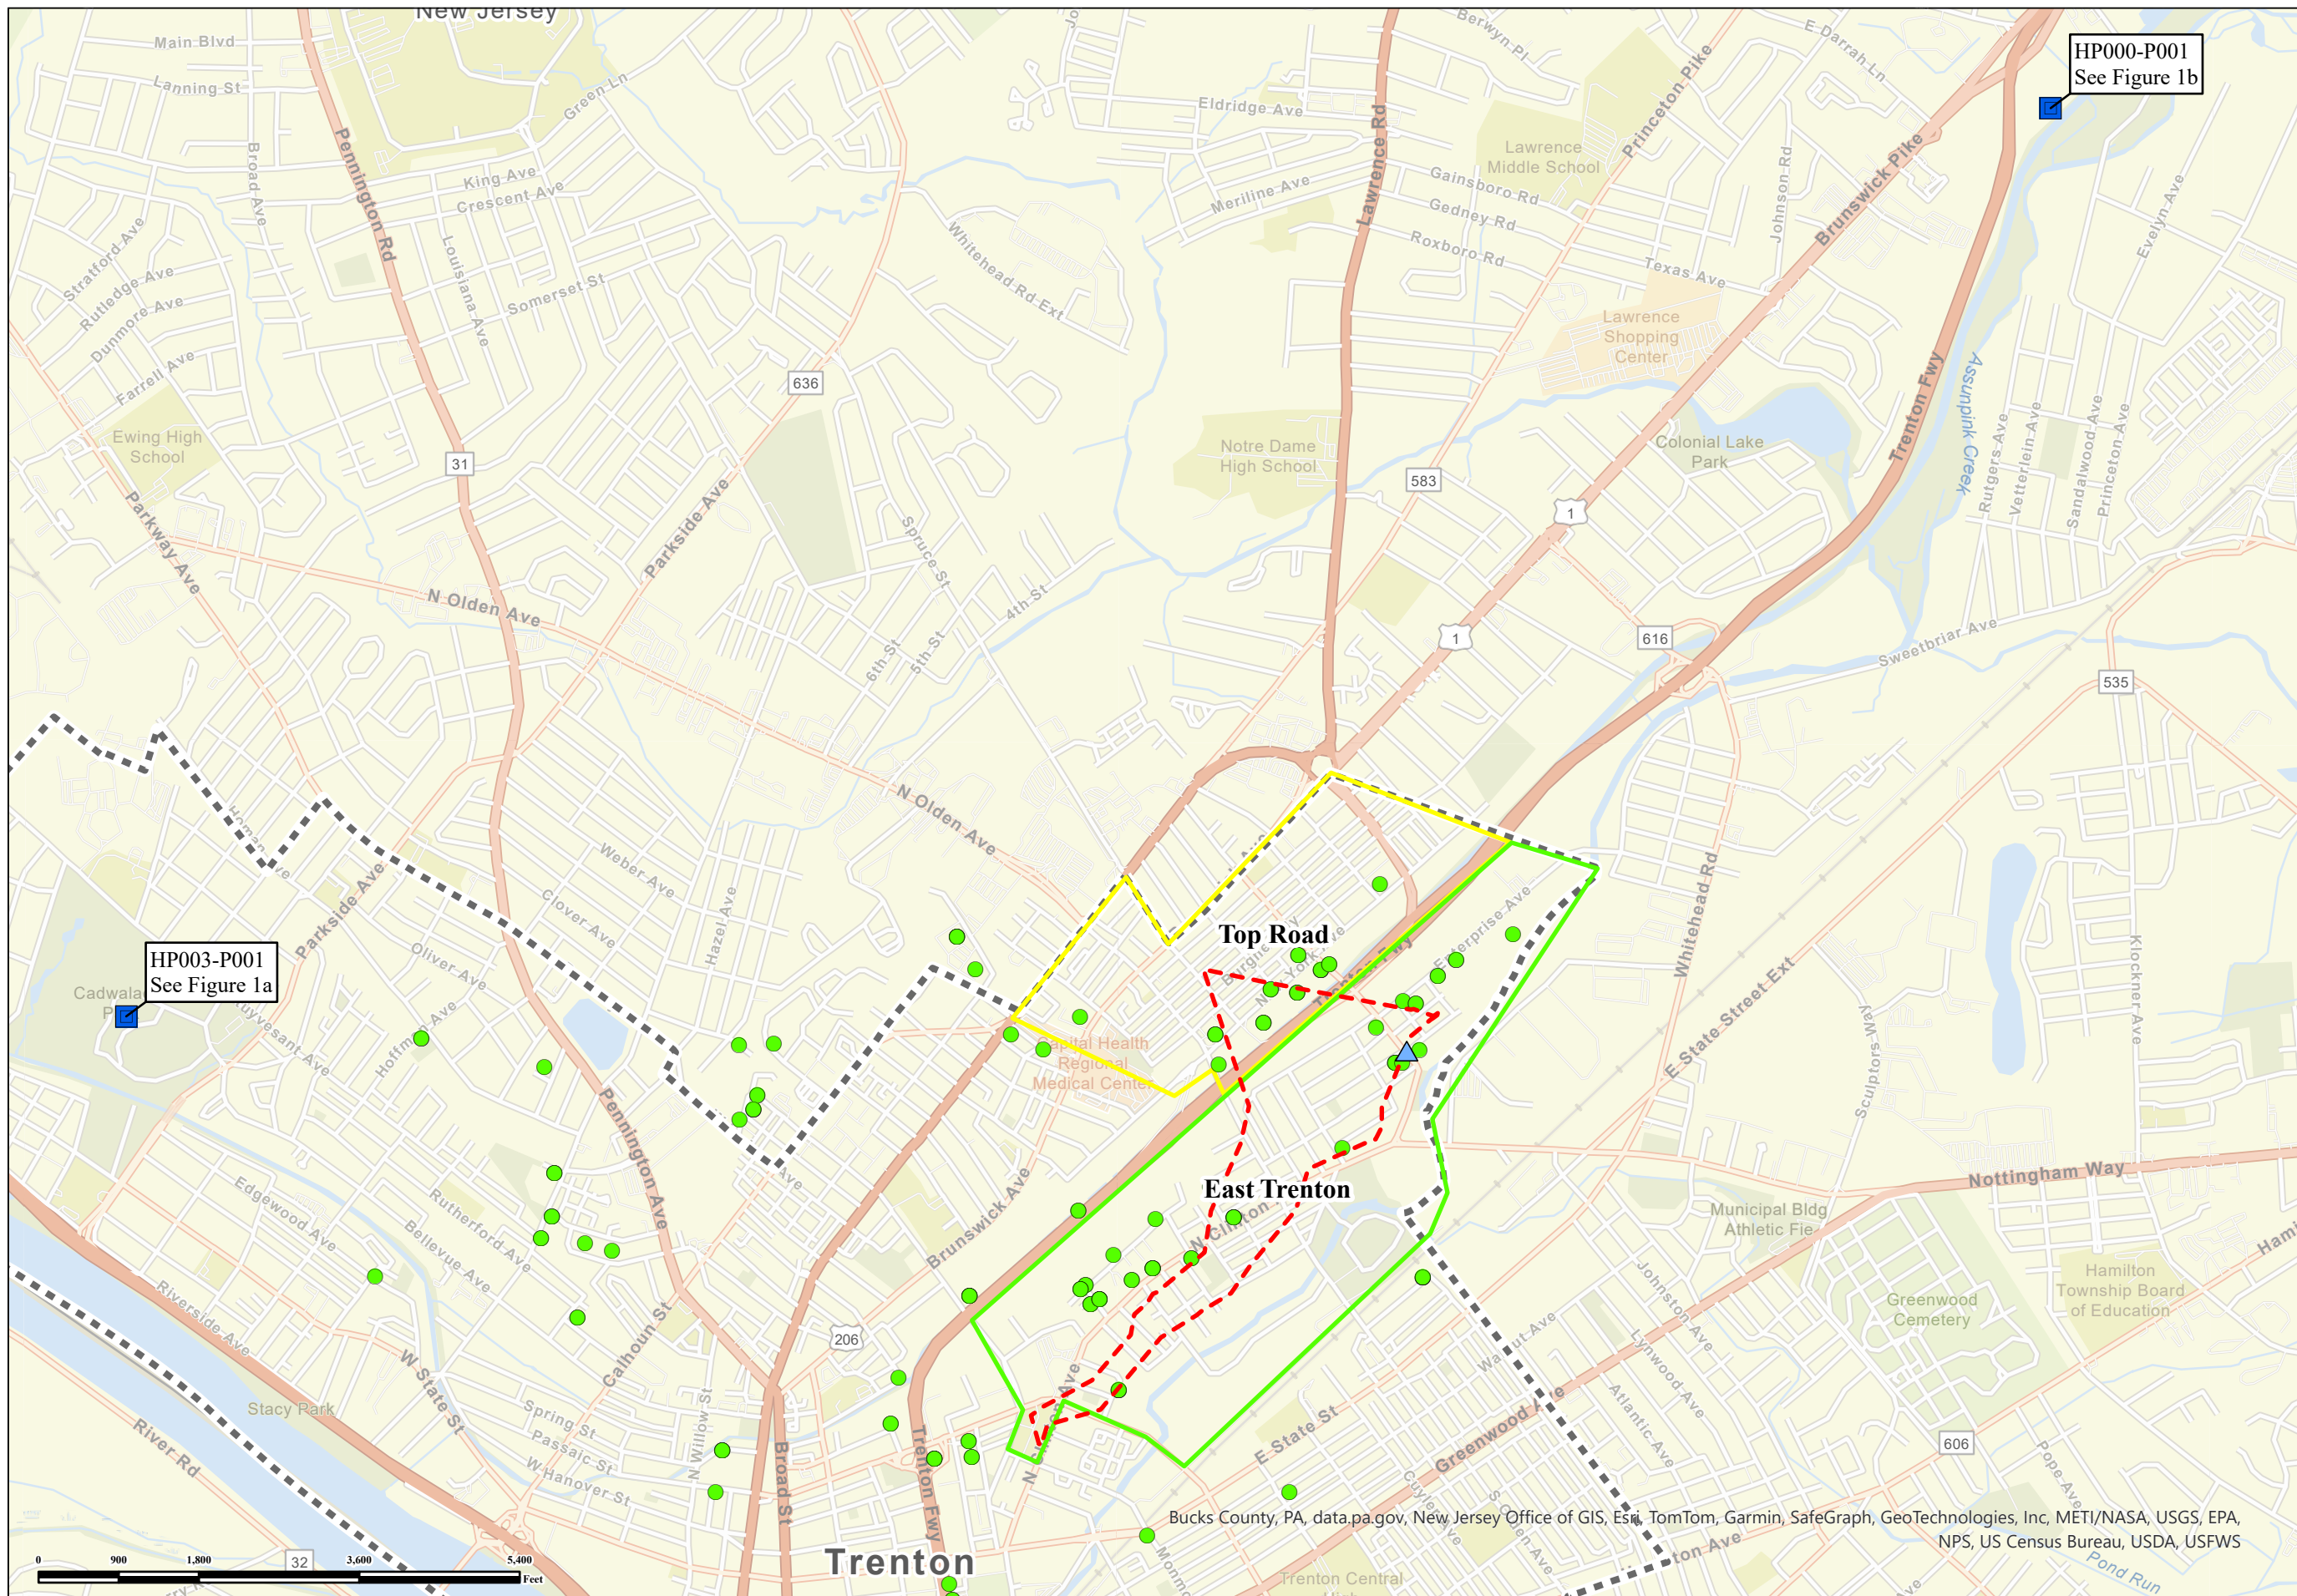 New Jersey
Main Blvd
Lanning St
Green Ln
Berwyn Pl
E Darrah Ln
HP000-P001
See Figure 1b
Pennington Rd
Broad Ave
King Ave
Crescent Ave
Eldridge Ave
Lawrence Rd
Lawrence
Middle School
Princeton Pike
Gainsboro Rd
Meriline Ave
Gedney Rd
Roxboro Rd
Johnson Rd
Brunswick Pike
Evelyn Ave
Stratford Ave
Rutledge Ave
Dunmore Ave
Farrell Ave
Louisiana Ave
Somerset St
Whitehead Rd Ext
Texas Ave
Lawrence
Shopping
Center
636
Trenton Fwy
Assunpink Creek
Ewing High
School
31
Notre Dame
High School
583
Colonial Lake
Park
Rutgers Ave
Vetterlein Ave
Sandalwood Ave
Princeton Ave
1
Parkway Ave
Parkside Ave
Spruce St
N Olden Ave
4th St
5th St
6th St
1
616
Sweetbriar Ave
535
N Olden Ave
Weber Ave
Clover Ave
Hazel Ave
Parkside Ave
Oliver Ave
Whitehead Rd
Top Road
Enterprise Ave
Klockner Ave
HP003-P001
See Figure 1a
Hoffman Ave
Capital Health
Regional
Medical Center
E State Street Ext
Sculptors Way
Pennington Ave
Ave
Brunswick Ave
East Trenton
N Clinton
Nottingham Way
Municipal Bldg
Athletic Fie
Edgewood Ave
Rutherford Ave
Bellevue Ave
Riverside Ave
Calhoun St
W State St
206
Johnston Ave
Lynwood Ave
Walnut Ave
Greenwood
Cemetery
Hamilton
Township Board
of Education
Stacy Park
River Rd
Spring St
Passaic St
W Hanover St
N Willow St
Broad St
Trenton Fwy
E State St
Greenwood Ave
Atlantic Ave
Cuyler Ave
S Olden Ave
606
Pope Ave
Bucks County, PA, data.pa.gov, New Jersey Office of GIS, Esri, TomTom, Garmin, SafeGraph, GeoTechnologies, Inc, METI/NASA, USGS, EPA,
NPS, US Census Bureau, USDA, USFWS
Trenton
Trenton Central
Pond Run
32
0 900 1,800 3,600 5,400
Feet